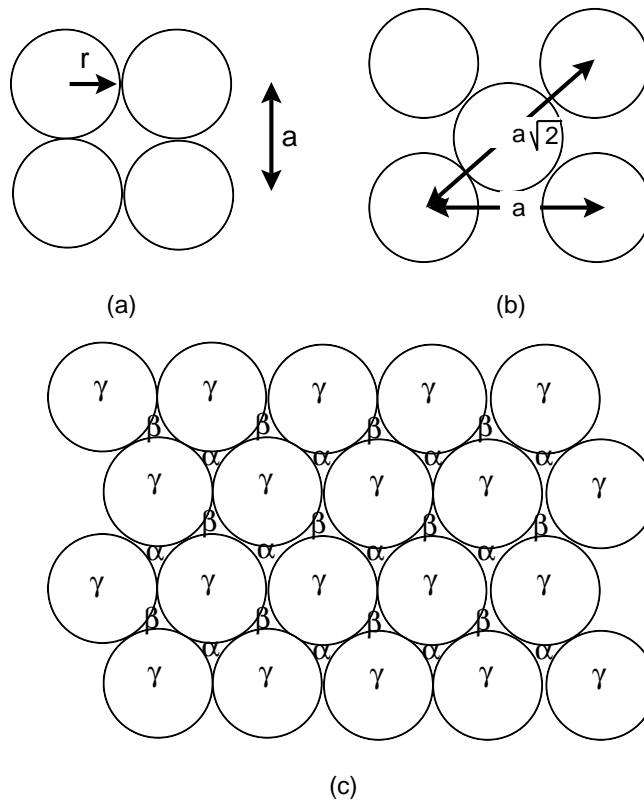 r
a
a√2
a
(a)
(b)
γ γ γ γ γ
β β β β
α α α α
γ γ γ γ γ
β β β β
α α α α
γ γ γ γ γ
β β β β
α α α α
γ γ γ γ γ
(c)